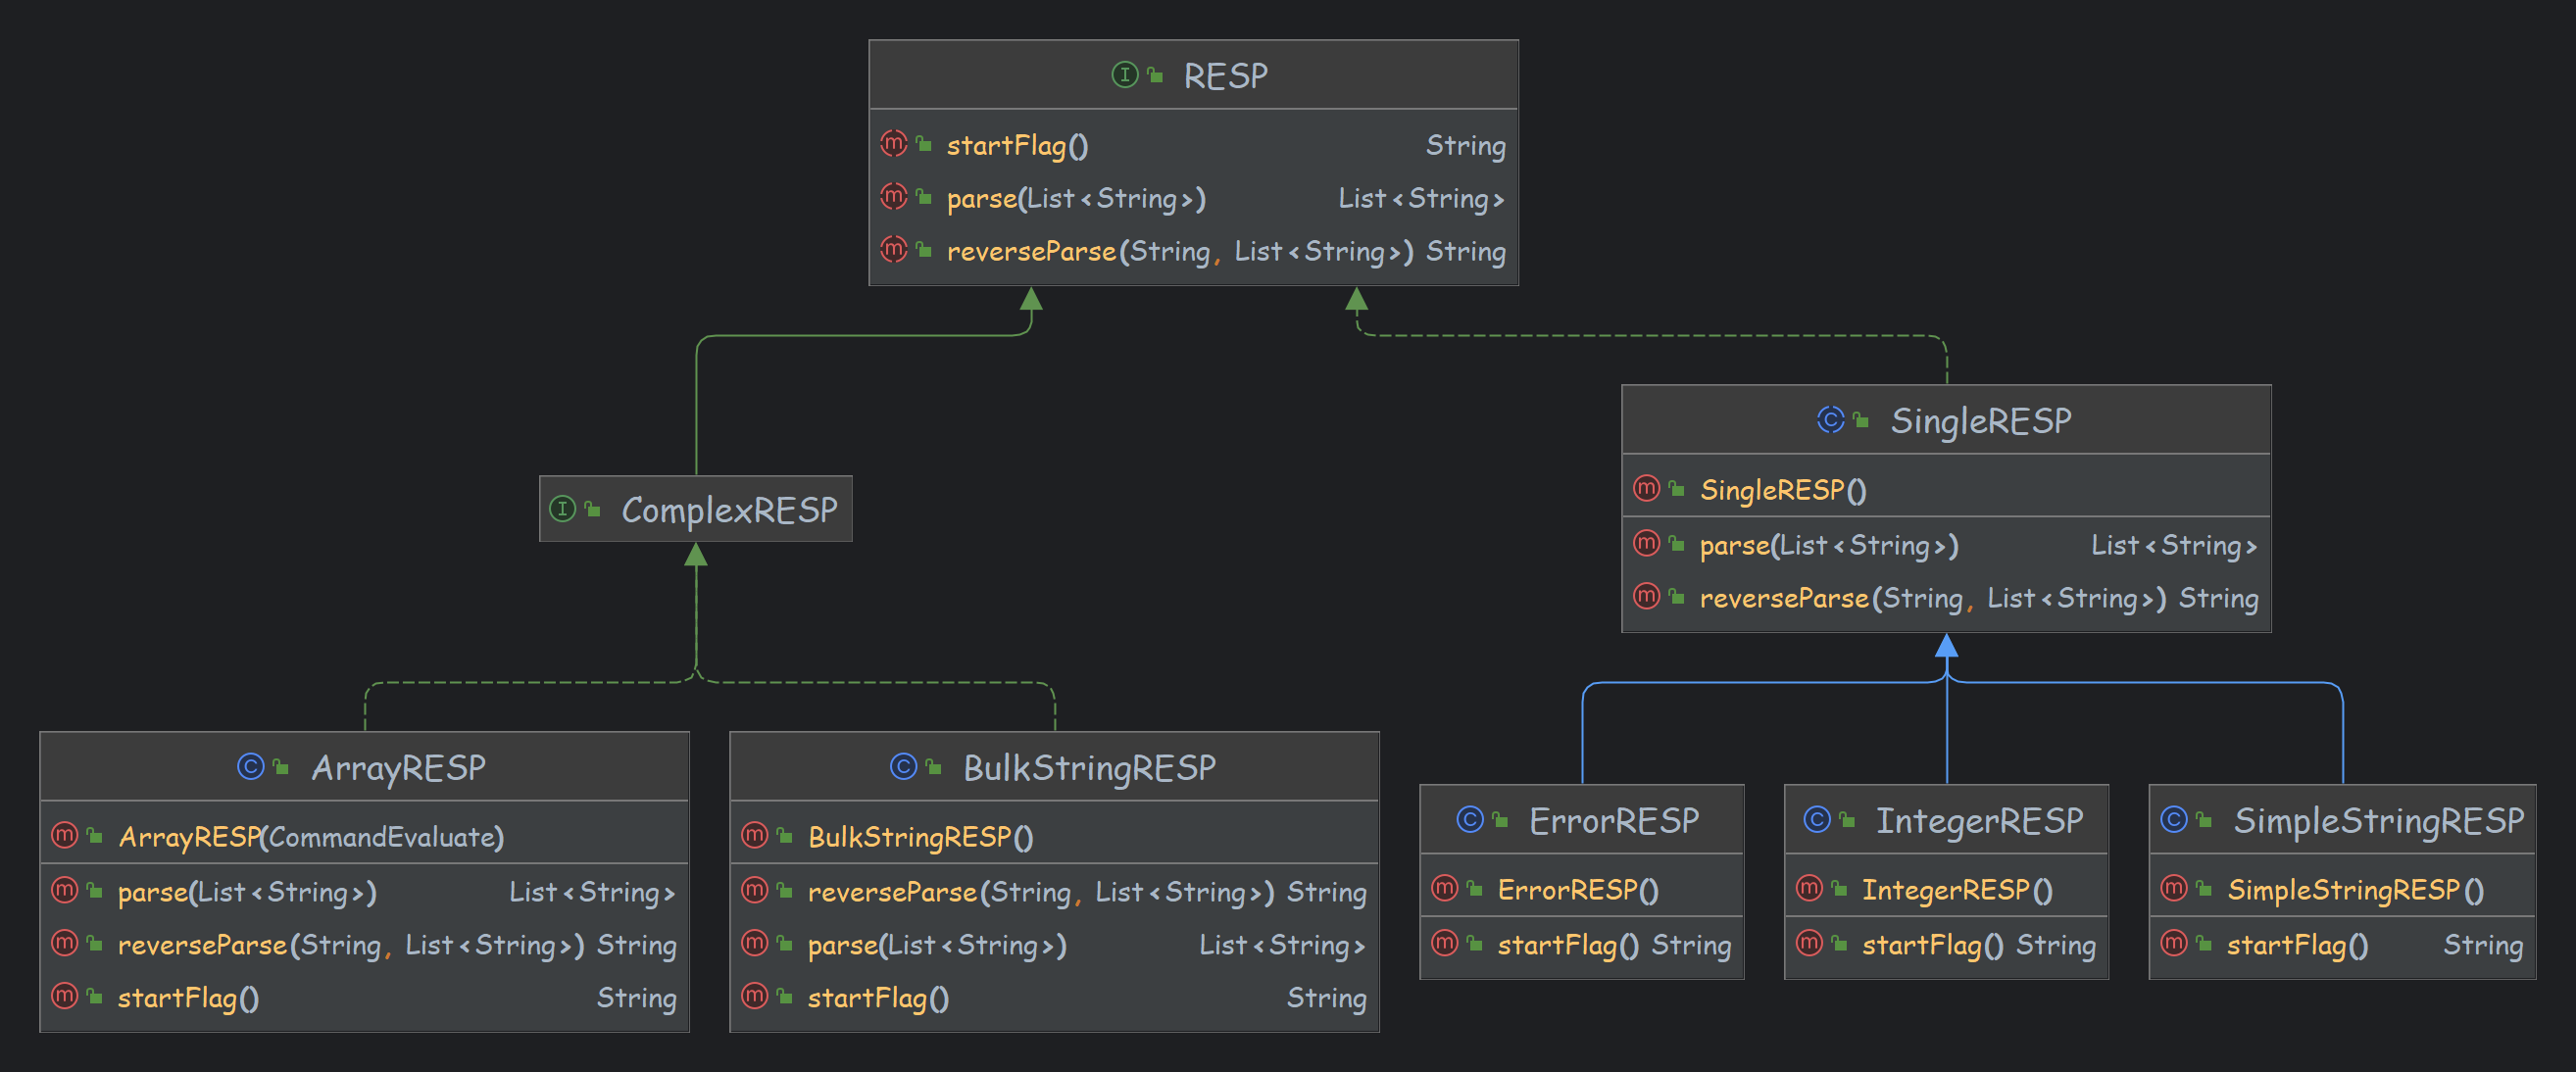 RESP
startFlag() String
parse(List<String>) List<String>
reverseParse(String, List<String>) String
SingleRESP
SingleRESP()
parse(List<String>) List<String>
reverseParse(String, List<String>) String
ComplexRESP
ArrayRESP
ArrayRESP(CommandEvaluate)
parse(List<String>) List<String>
reverseParse(String, List<String>) String
startFlag() String
BulkStringRESP
BulkStringRESP()
reverseParse(String, List<String>) String
parse(List<String>) List<String>
startFlag() String
ErrorRESP
ErrorRESP()
startFlag() String
IntegerRESP
IntegerRESP()
startFlag() String
SimpleStringRESP
SimpleStringRESP()
startFlag() String